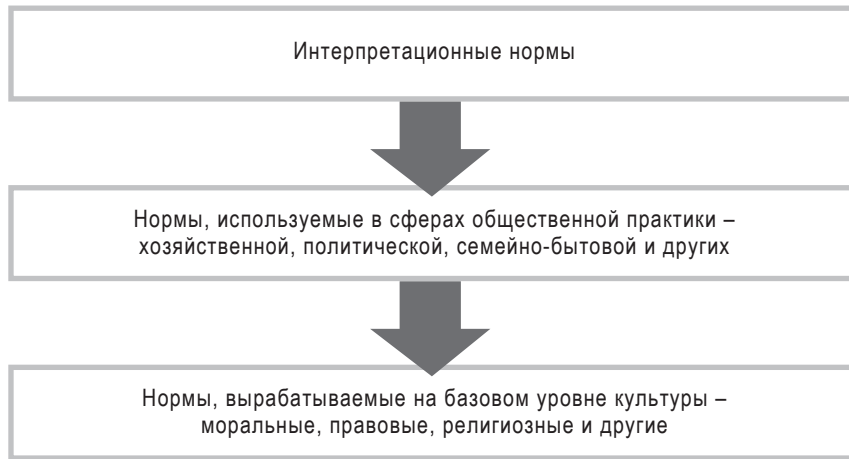 Интерпретационные нормы
Нормы, используемые в сферах общественной практики –
хозяйственной, политической, семейно-бытовой и других
Нормы, вырабатываемые на базовом уровне культуры –
моральные, правовые, религиозные и другие